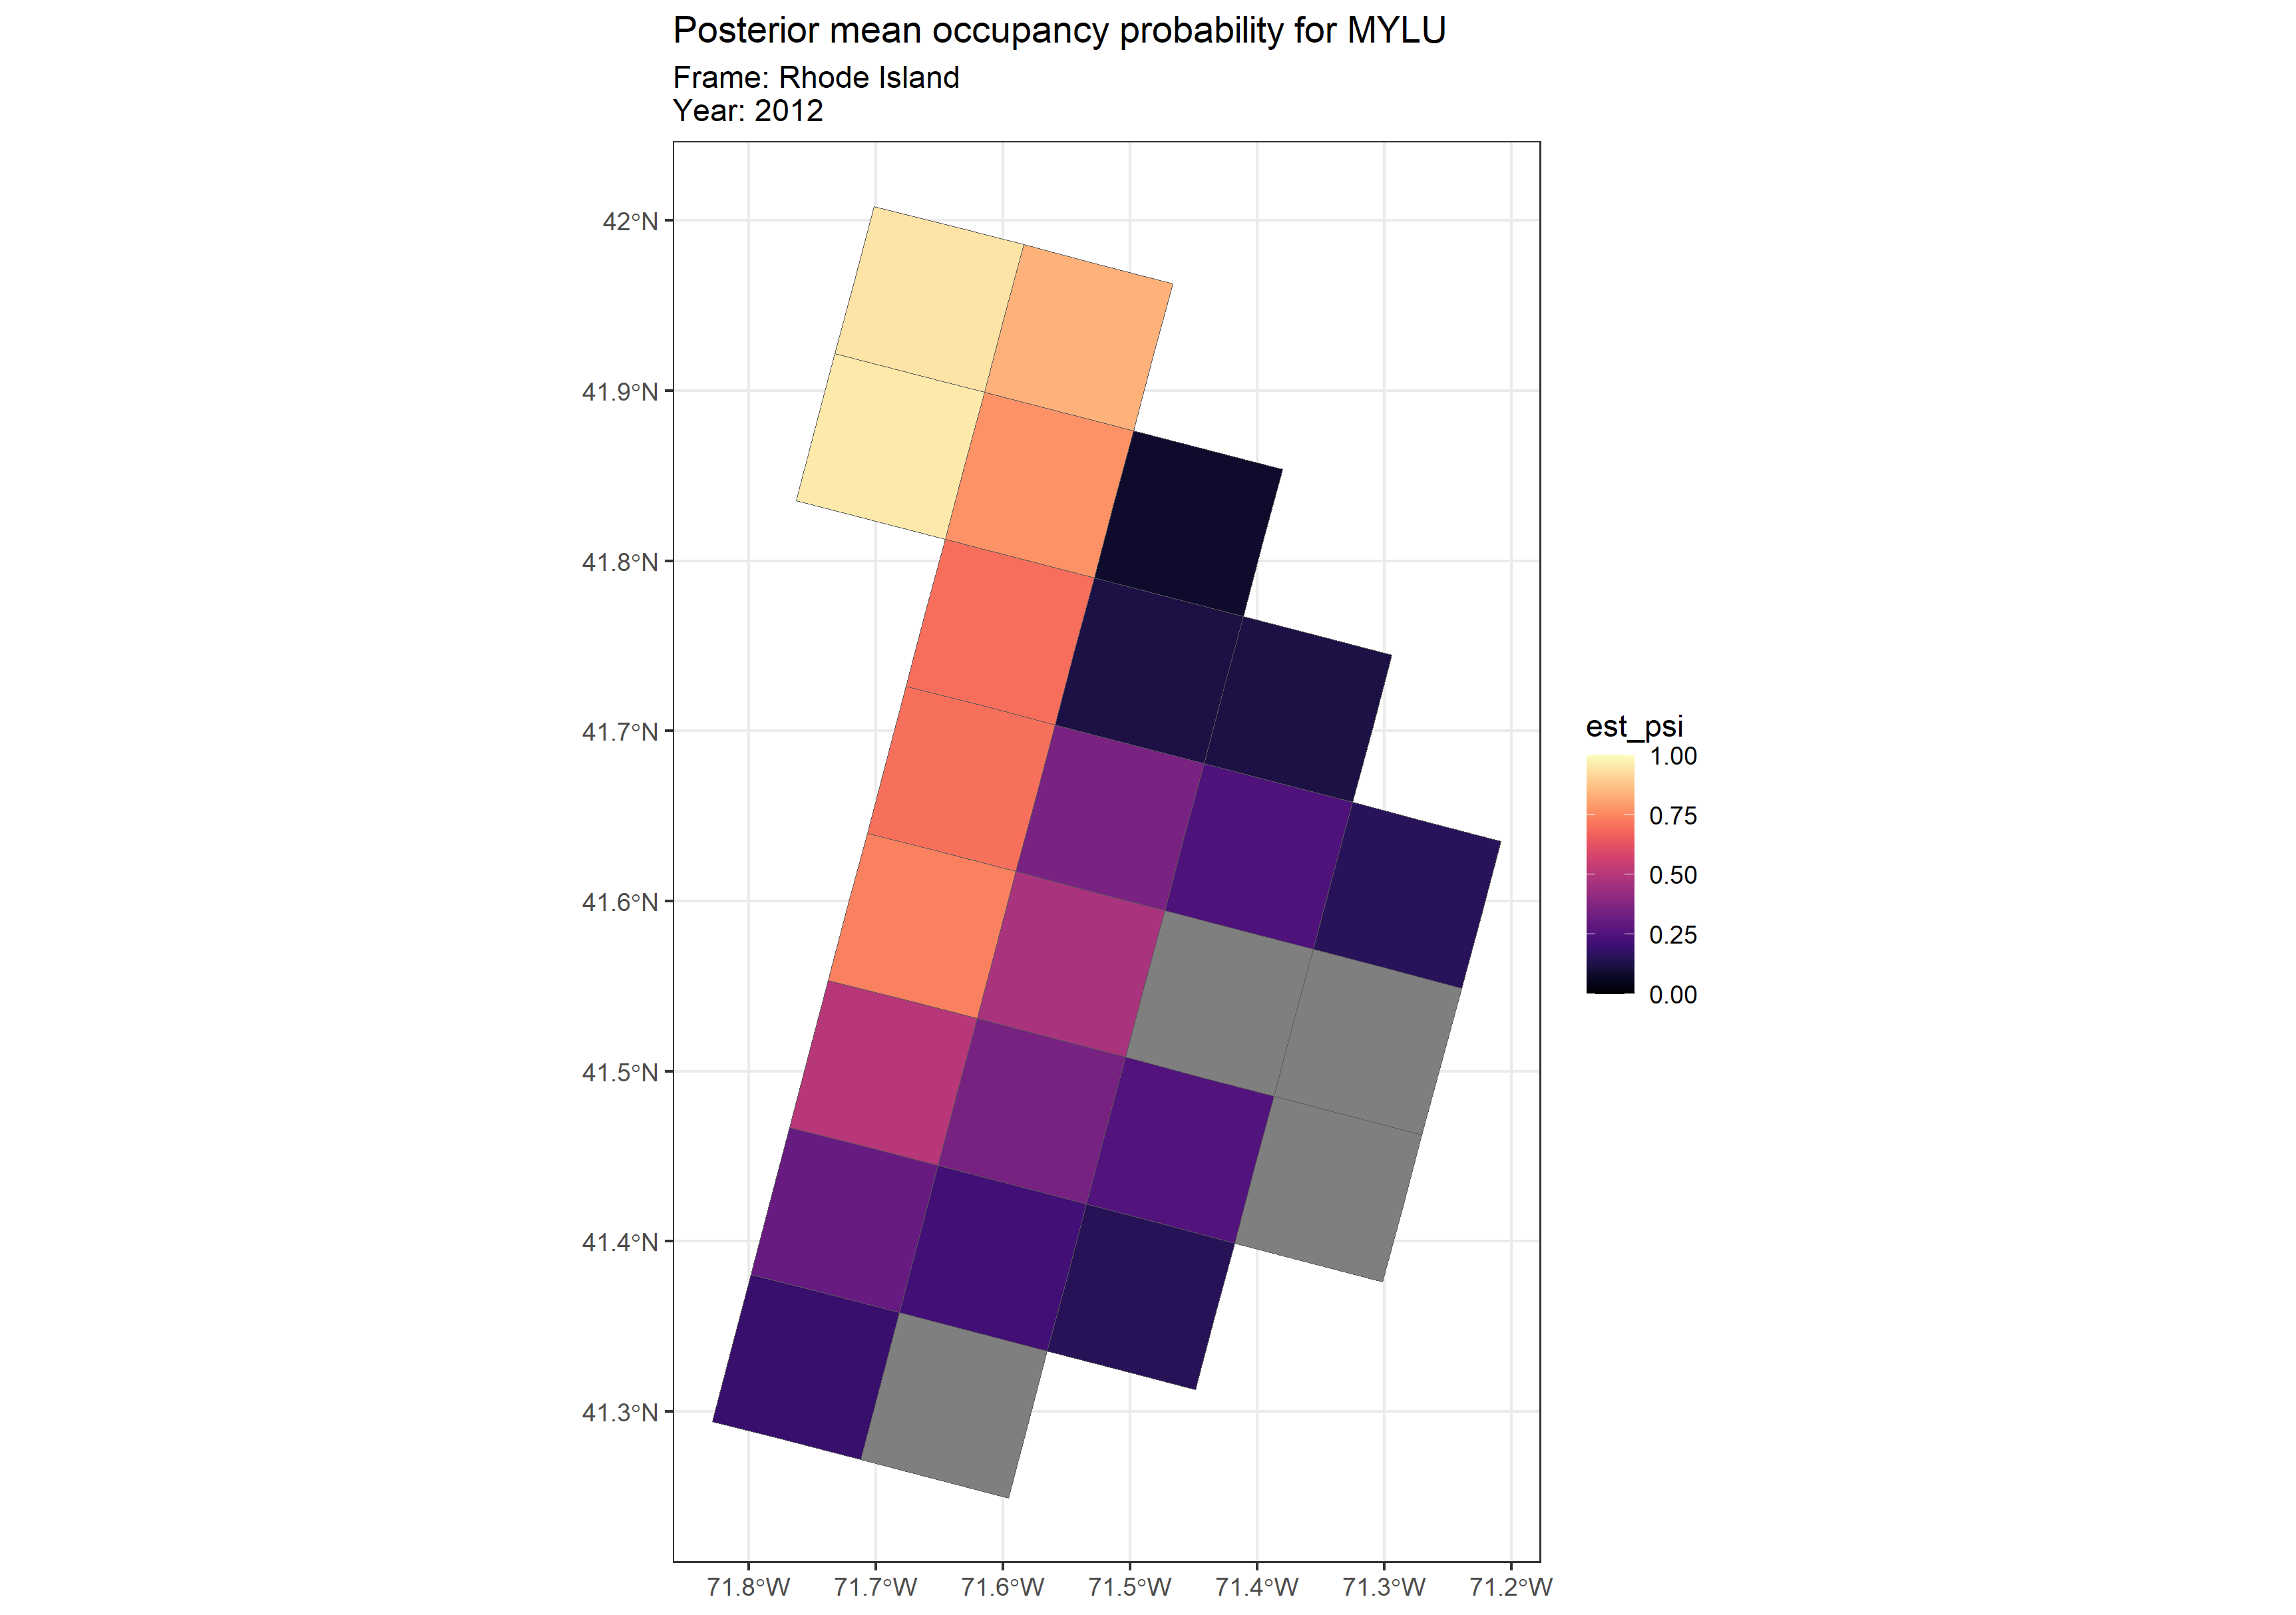 Posterior mean occupancy probability for MYLU
Frame: Rhode Island
Year: 2012
42°N
41.9°N
41.8°N
41.7°N
41.6°N
41.5°N
41.4°N
41.3°N
71.8°W 71.7°W 71.6°W 71.5°W 71.4°W 71.3°W 71.2°W
est_psi
1.00
0.75
0.50
0.25
0.00